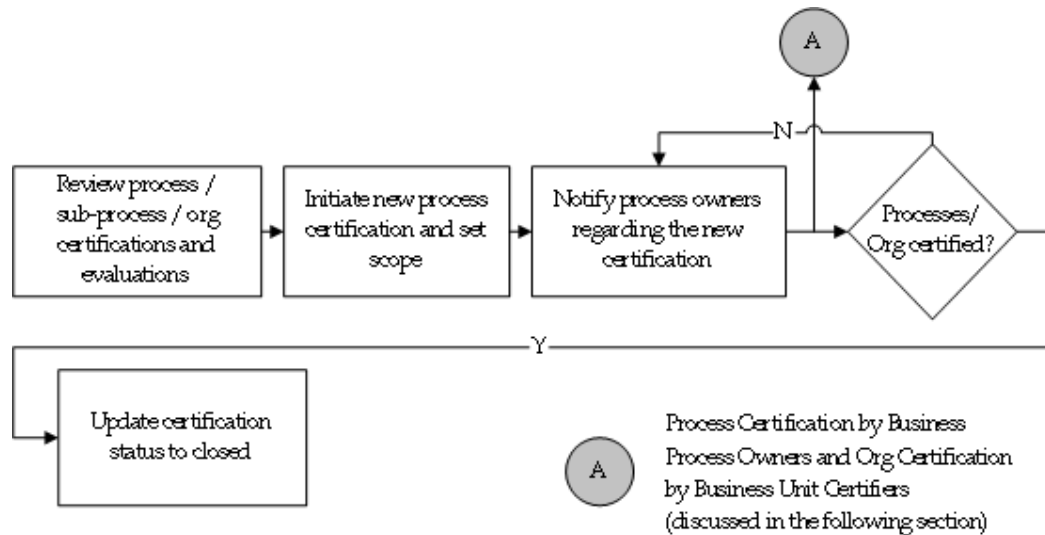 A
N
Review process /
sub-process / org
certifications and
evaluations
Initiate new process
certification and set
scope
Notify process owners
regarding the new
certification
Processes/
Org certified?
Y
Update certification
status to closed
A
Process Certification by Business
Process Owners and Org Certification
by Business Unit Certifiers
(discussed in the following section)